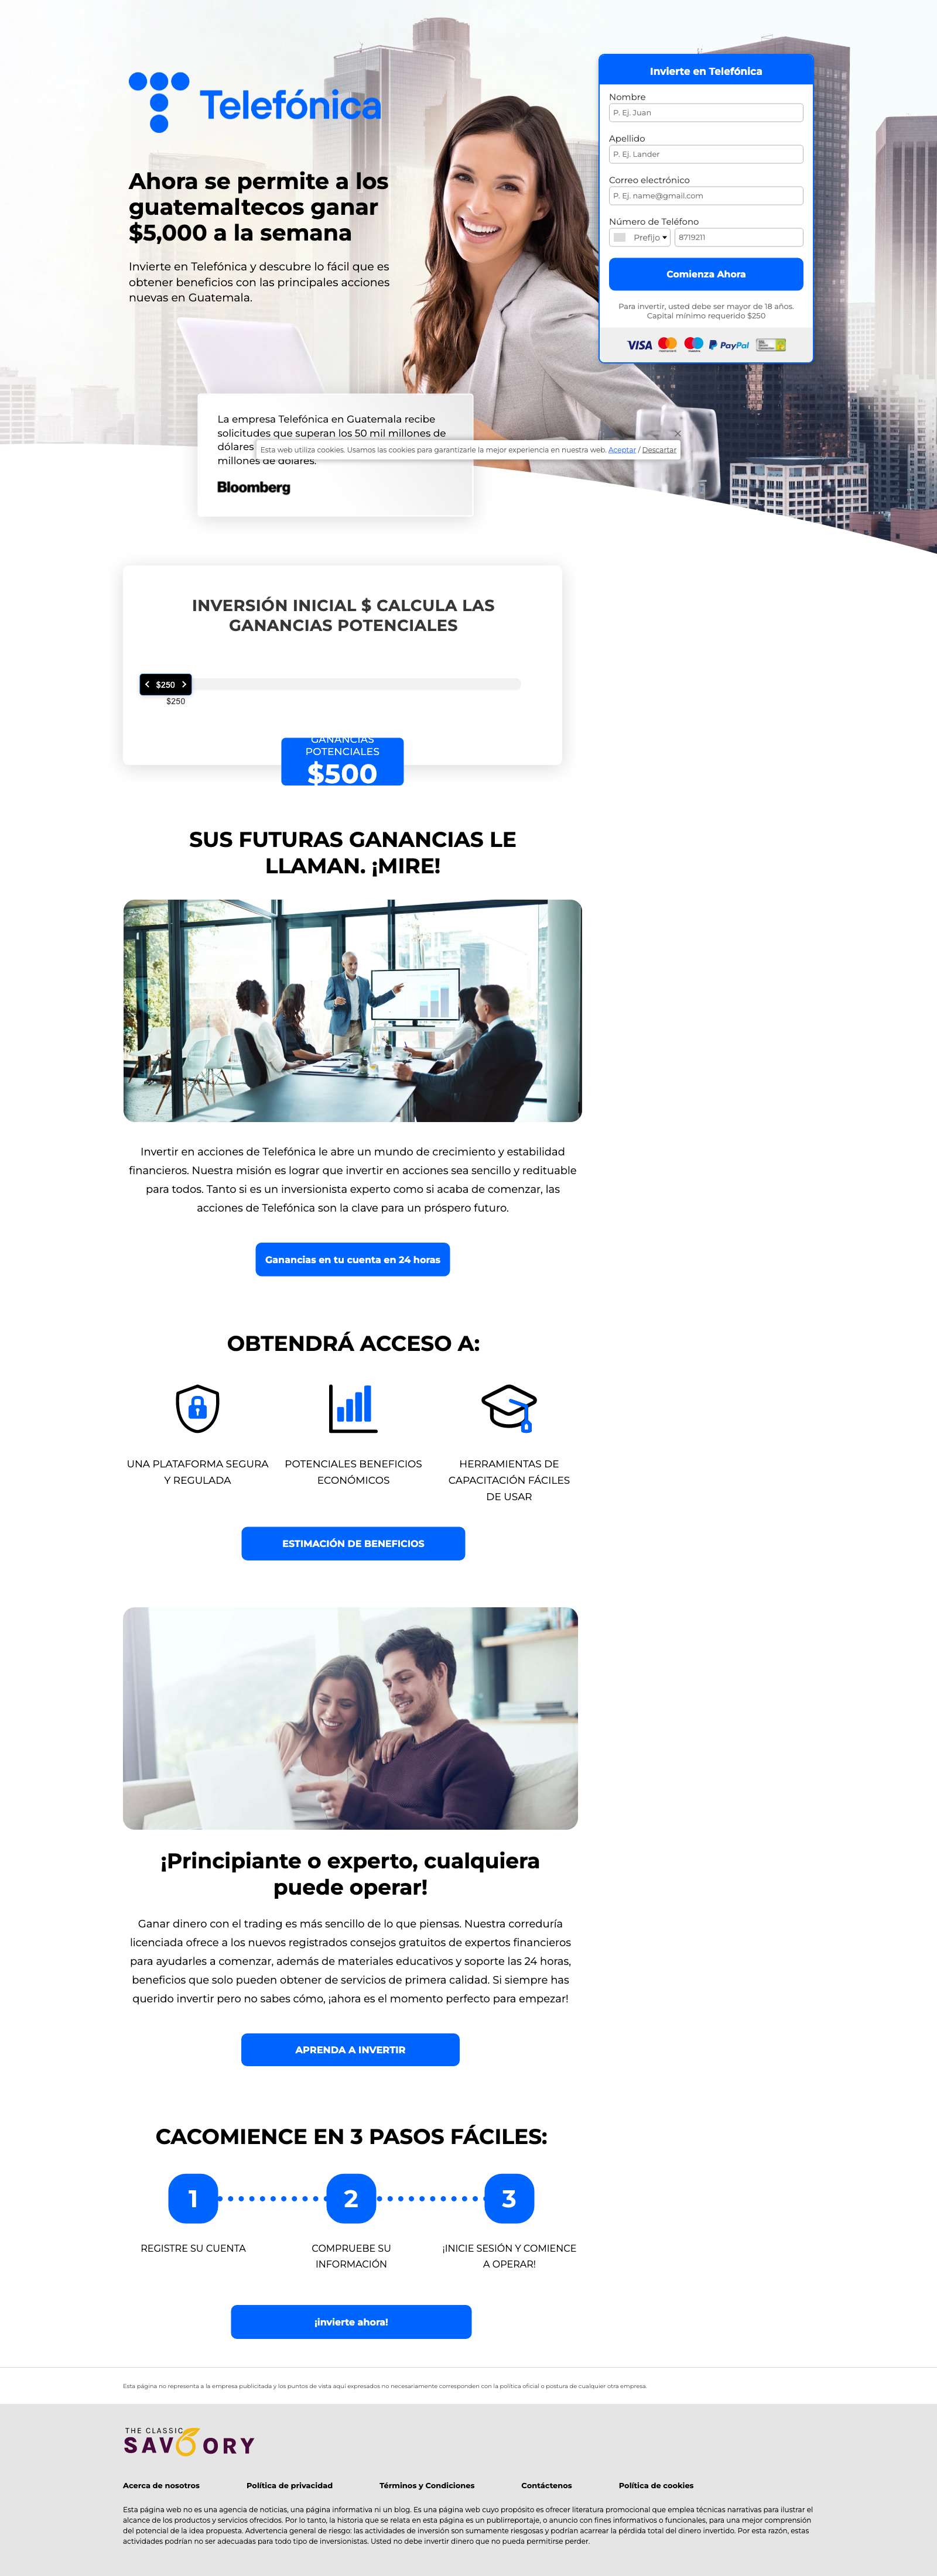 Telefónica
Ahora se permite a los
guatemaltecos ganar
$5,000 a la semana
Invierte en Telefónica y descubre lo fácil que es
obtener beneficios con las principales acciones
nuevas en Guatemala.
Invierte en Telefónica
Nombre
P. Ej. Juan
Apellido
P. Ej. Lander
Correo electrónico
P. Ej. name@gmail.com
Número de Teléfono
Prefijo
8719211
Comienza Ahora
Para invertir, usted debe ser mayor de 18 años.
Capital mínimo requerido $250
VISA
PayPal
La empresa Telefónica en Guatemala recibe
solicitudes que superan los 50 mil millones de
dólares
millones de dólares.
Bloomberg
Esta web utiliza cookies. Usamos las cookies para garantizarle la mejor experiencia en nuestra web. Aceptar / Descartar
INVERSIÓN INICIAL $ CALCULA LAS
GANANCIAS POTENCIALES
$250
$250
GANANCIAS
POTENCIALES
$500
SUS FUTURAS GANANCIAS LE
LLAMAN. ¡MIRE!
Invertir en acciones de Telefónica le abre un mundo de crecimiento y estabilidad
financieros. Nuestra misión es lograr que invertir en acciones sea sencillo y redituable
para todos. Tanto si es un inversionista experto como si acaba de comenzar, las
acciones de Telefónica son la clave para un próspero futuro.
Ganancias en tu cuenta en 24 horas
OBTENDRÁ ACCESO A:
UNA PLATAFORMA SEGURA
Y REGULADA
POTENCIALES BENEFICIOS
ECONÓMICOS
HERRAMIENTAS DE
CAPACITACIÓN FÁCILES
DE USAR
ESTIMACIÓN DE BENEFICIOS
¡Principiante o experto, cualquiera
puede operar!
Ganar dinero con el trading es más sencillo de lo que piensas. Nuestra correduría
licenciada ofrece a los nuevos registrados consejos gratuitos de expertos financieros
para ayudarles a comenzar, además de materiales educativos y soporte las 24 horas,
beneficios que solo pueden obtener de servicios de primera calidad. Si siempre has
querido invertir pero no sabes cómo, ¡ahora es el momento perfecto para empezar!
APRENDA A INVERTIR
CACOMIENCE EN 3 PASOS FÁCILES:
1
2
3
REGISTRE SU CUENTA
COMPRUEBE SU
INFORMACIÓN
¡INICIE SESIÓN Y COMIENCE
A OPERAR!
¡invierte ahora!
Esta página no representa a la empresa publicitada y los puntos de vista aquí expresados no necesariamente corresponden con la política oficial o postura de cualquier otra empresa.
THE CLASSIC
SAVOORY
Acerca de nosotros
Política de privacidad
Términos y Condiciones
Contáctenos
Política de cookies
Esta página web no es una agencia de noticias, una página informativa ni un blog. Es una página web cuyo propósito es ofrecer literatura promocional que emplea técnicas narrativas para ilustrar el
alcance de los productos y servicios ofrecidos. Por lo tanto, la historia que se relata en esta página es un publirreportaje, o anuncio con fines informativos o funcionales, para una mejor comprensión
del potencial de la idea propuesta. Advertencia general de riesgo: las actividades de inversión son sumamente riesgosas y podrían acarrear la pérdida total del dinero invertido. Por esta razón, estas
actividades podrían no ser adecuadas para todo tipo de inversionistas. Usted no debe invertir dinero que no pueda permitirse perder.